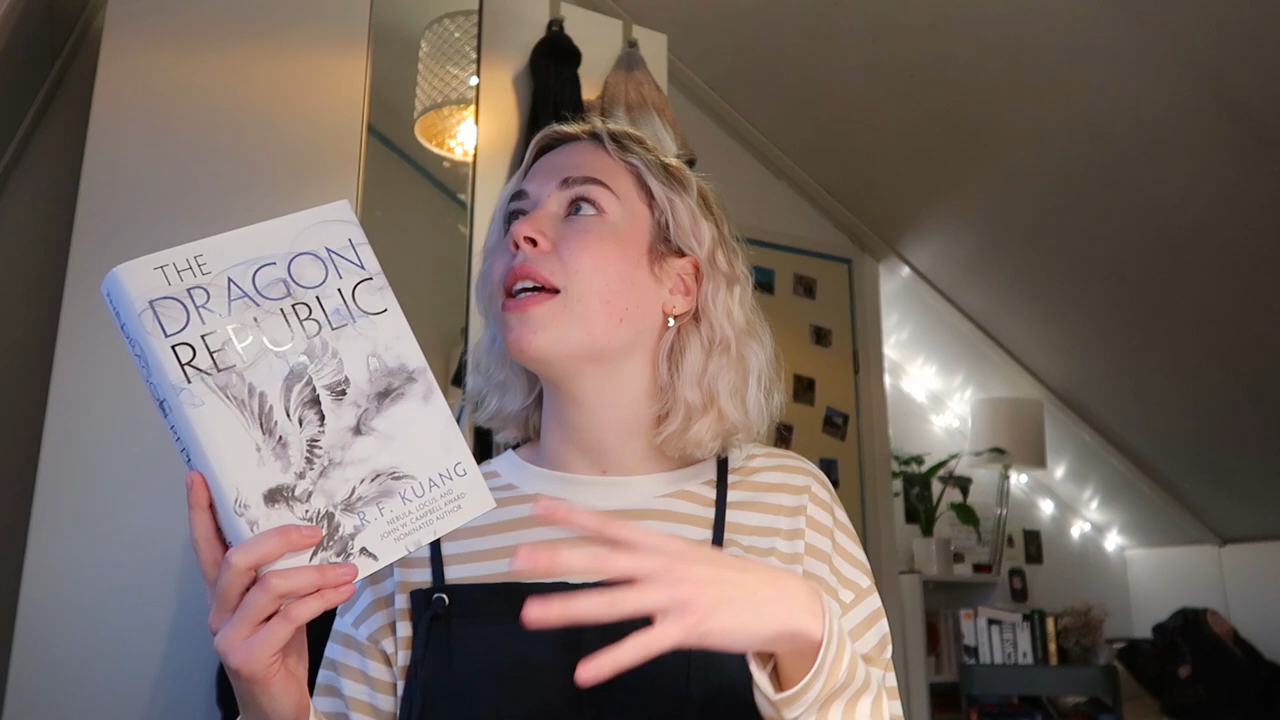 THE
DRAGON
REPUBLIC
R.F. KUANG
NEBULA, LOCUS, AND
JOHN W. CAMPBELL AWARD-
NOMINATED AUTHOR